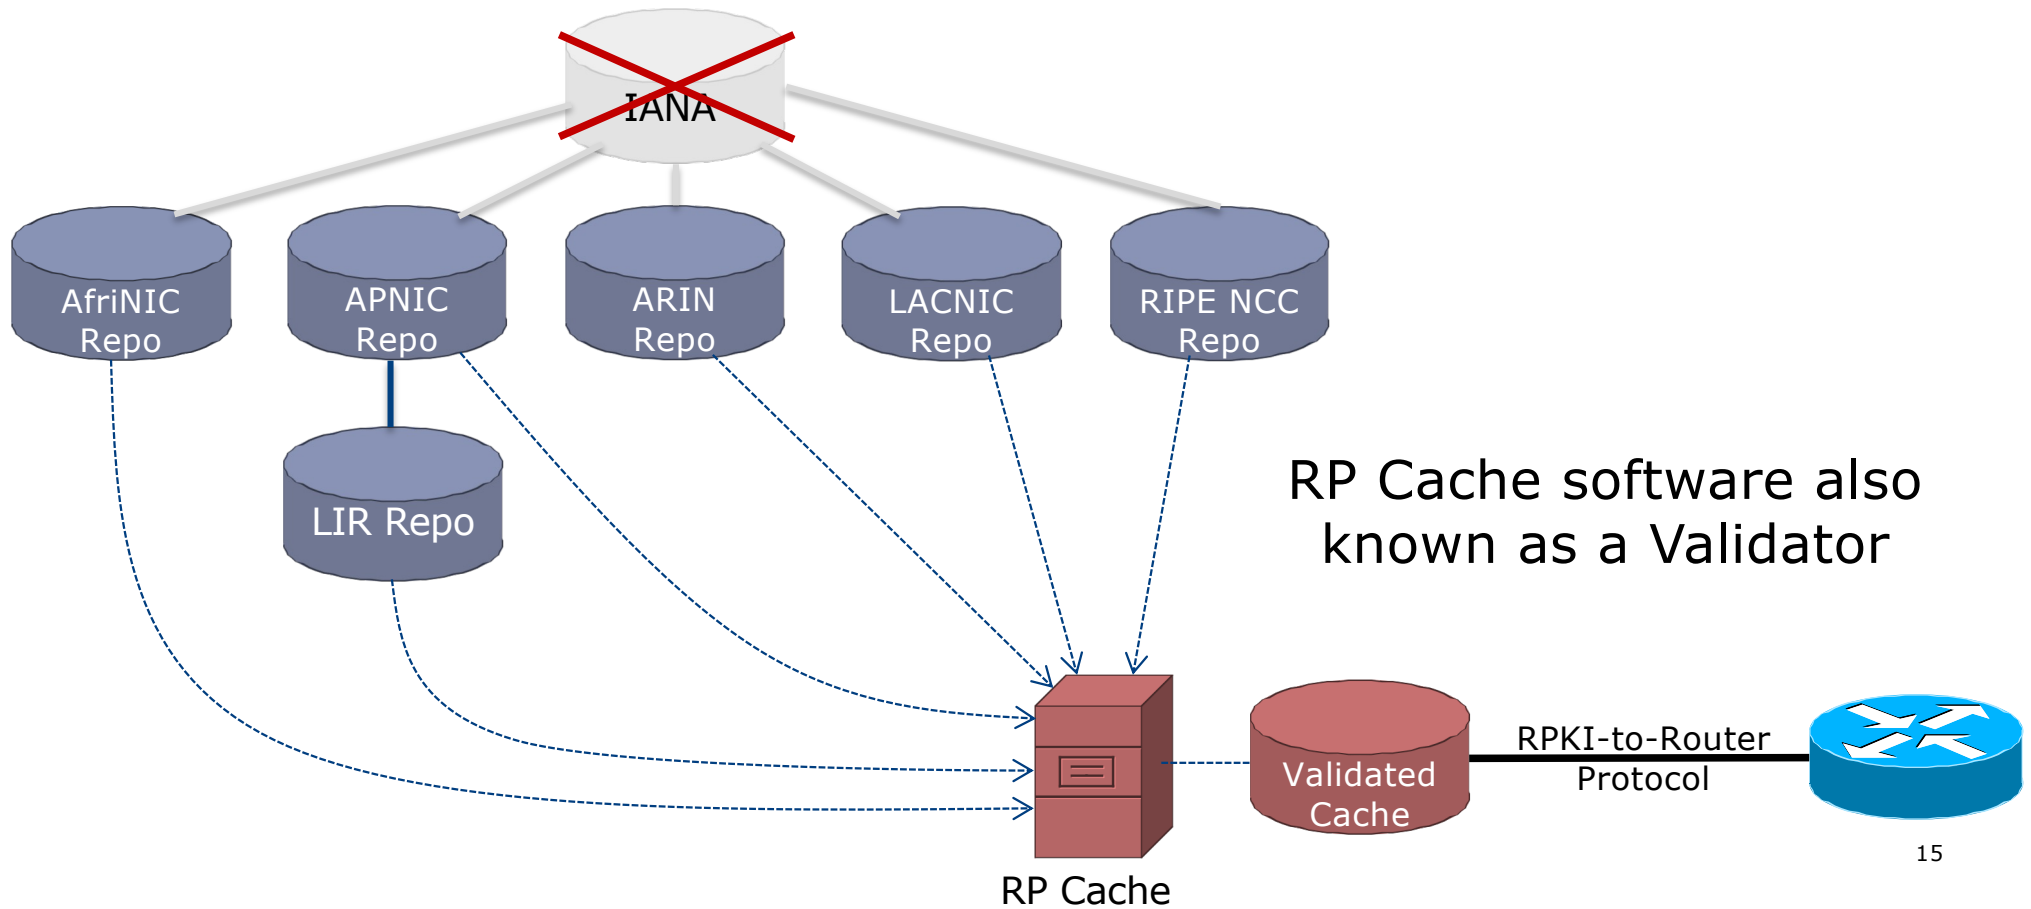 IANA
AfriNIC
Repo
APNIC
Repo
ARIN
Repo
LACNIC
Repo
RIPE NCC
Repo
LIR Repo
RP Cache software also
known as a Validator
RPKI-to-Router
Protocol
Validated
Cache
RP Cache
15